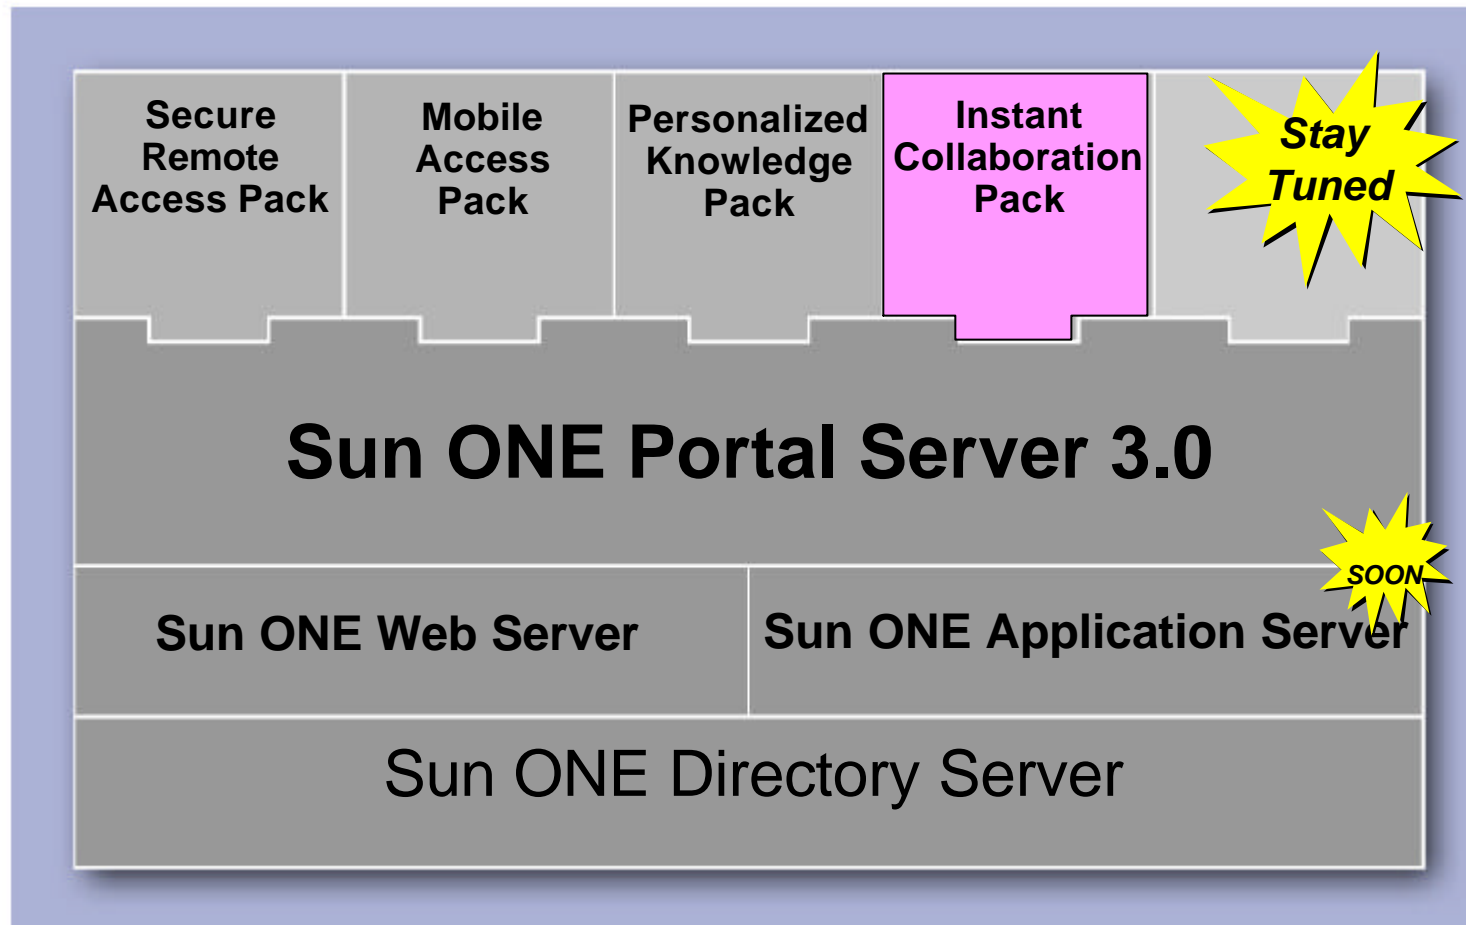 Secure
Remote
Access Pack
Mobile
Access
Pack
Personalized
Knowledge
Pack
Instant
Collaboration
Pack
Stay
Tuned
Sun ONE Portal Server 3.0
SOON
Sun ONE Web Server
Sun ONE Application Server
Sun ONE Directory Server